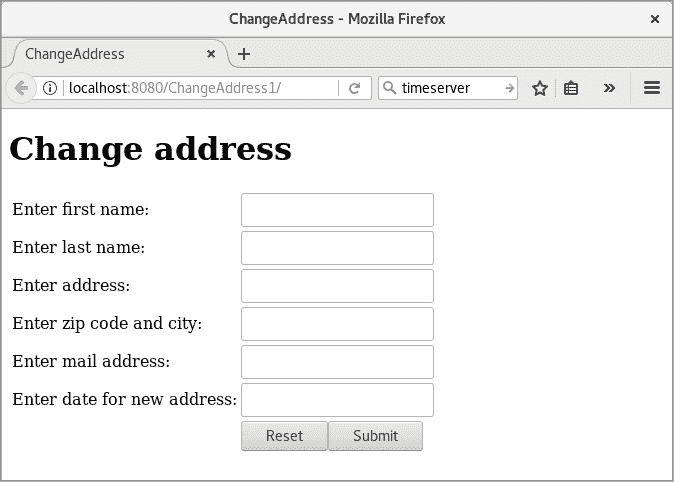 ChangeAddress - Mozilla Firefox
ChangeAddress
localhost:8080/ChangeAddress1/ timeserver
Change address
Enter first name:
Enter last name:
Enter address:
Enter zip code and city:
Enter mail address:
Enter date for new address:
Reset Submit